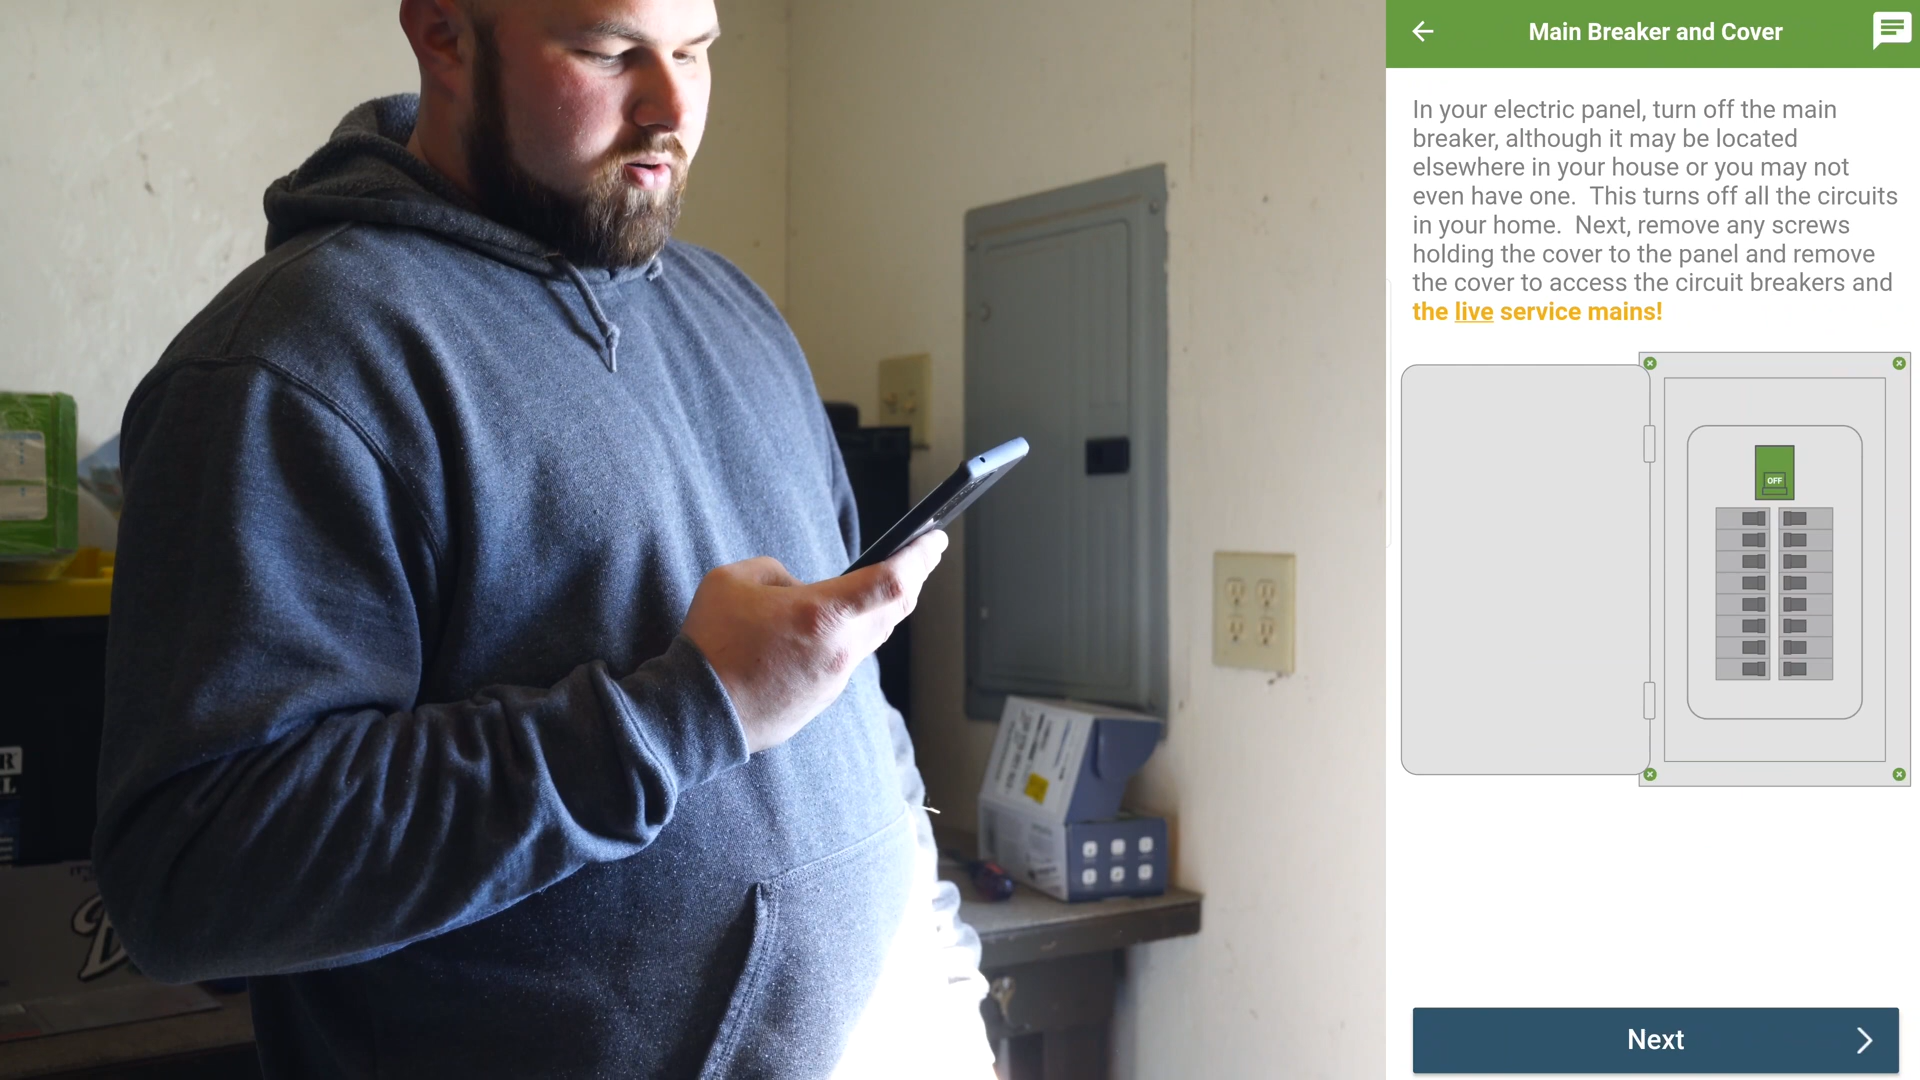 Main Breaker and Cover
In your electric panel, turn off the main
breaker, although it may be located
elsewhere in your house or you may not
even have one.  This turns off all the circuits
in your home.  Next, remove any screws
holding the cover to the panel and remove
the cover to access the circuit breakers and
the live service mains!
OFF
Next